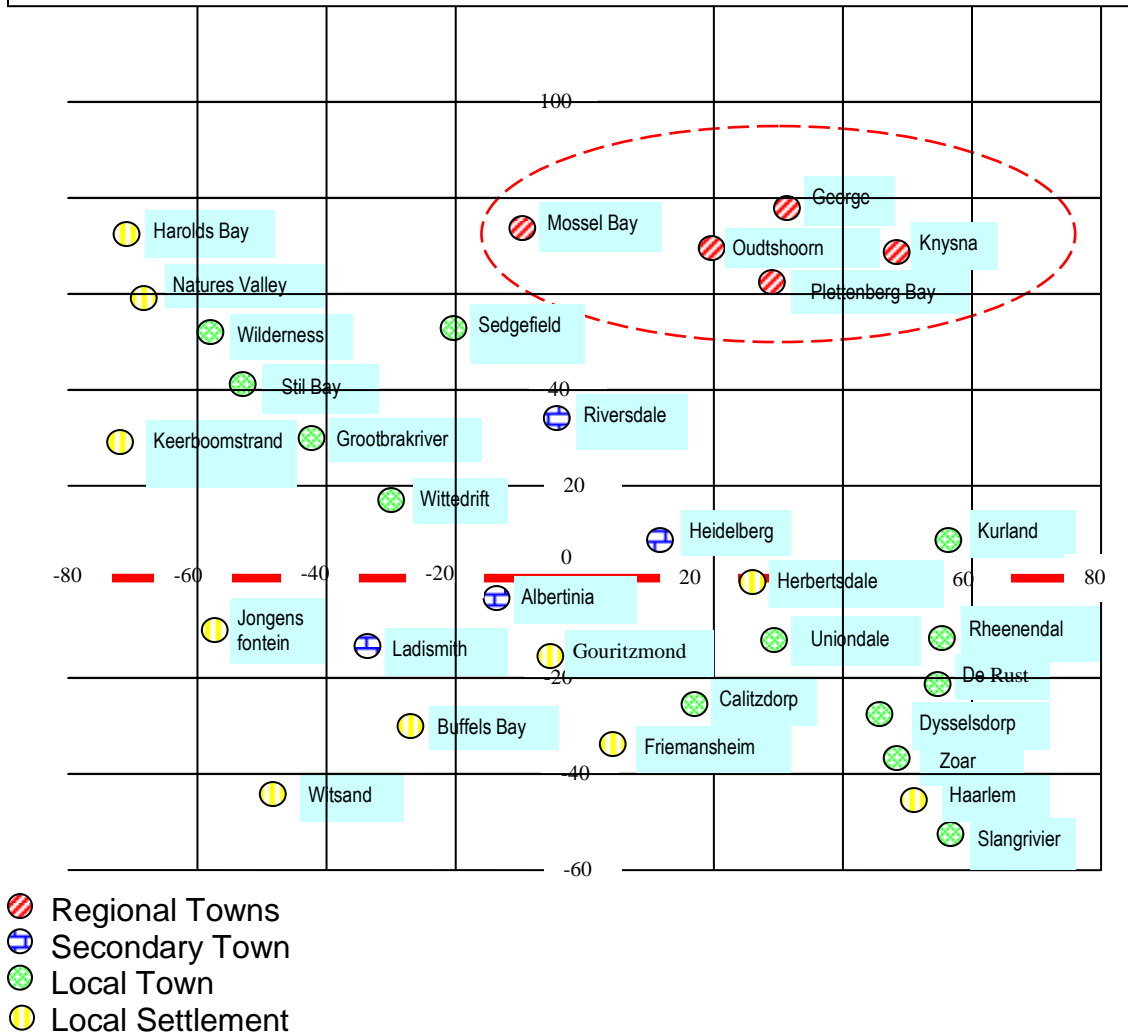 100
George
Mossel Bay
Harolds Bay
Oudtshoorn
Knysna
Natures Valley
Plettenberg Bay
Wilderness
Sedgefield
Stil Bay
40
Riversdale
Keerboomstrand
Grootbrakriver
20
Wittedrift
Heidelberg
Kurland
0
-80
-60
-40
-20
20
60
80
Herbertsdale
Albertinia
Jongens
fontein
Ladismith
Gouritzmond
Uniondale
Rheenendal
-20
De Rust
Calitzdorp
Buffels Bay
Dysselsdorp
Friemansheim
Zoar
-40
Witsand
Haarlem
Slangrivier
-60
Regional Towns
Secondary Town
Local Town
Local Settlement